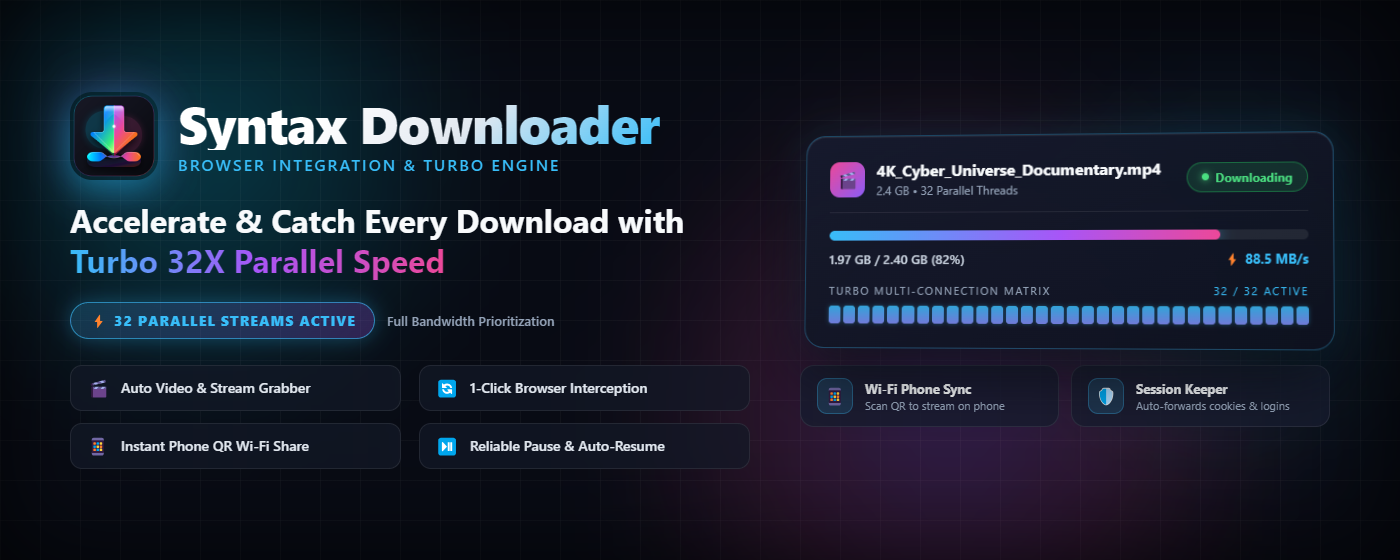 Syntax Downloader
BROWSER INTEGRATION & TURBO ENGINE
Accelerate & Catch Every Download with
Turbo 32X Parallel Speed
32 PARALLEL STREAMS ACTIVE
Full Bandwidth Prioritization
Auto Video & Stream Grabber
1-Click Browser Interception
Instant Phone QR Wi-Fi Share
Reliable Pause & Auto-Resume
4K_Cyber_Universe_Documentary.mp4
2.4 GB • 32 Parallel Threads
Downloading
1.97 GB / 2.40 GB (82%)
88.5 MB/s
TURBO MULTI-CONNECTION MATRIX
32 / 32 ACTIVE
Wi-Fi Phone Sync
Scan QR to stream on phone
Session Keeper
Auto-forwards cookies & logins